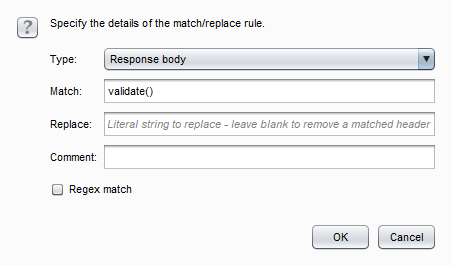 ?
Specify the details of the match/replace rule.
Type: Response body
Match: validate()
Replace: Literal string to replace - leave blank to remove a matched header
Comment:
Regex match
OK Cancel